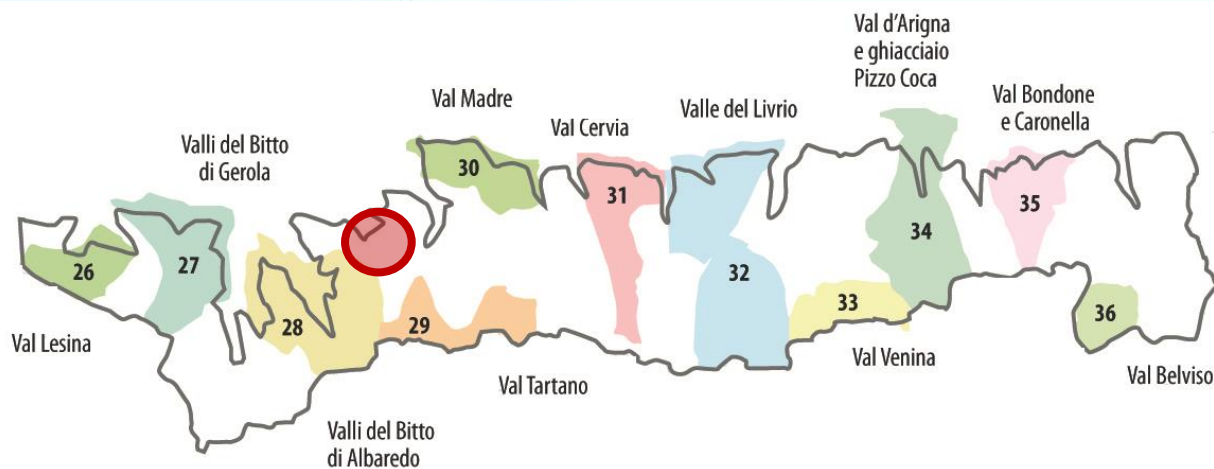 Val d'Arigna
e ghiacciaio
Pizzo Coca
Val Madre
Val Cervia
Valle del Livrio
Val Bondone
e Caronella
Valli del Bitto
di Gerola
30
31
35
26
27
34
32
28
29
33
36
Val Lesina
Val Tartano
Val Venina
Val Belviso
Valli del Bitto
di Albaredo